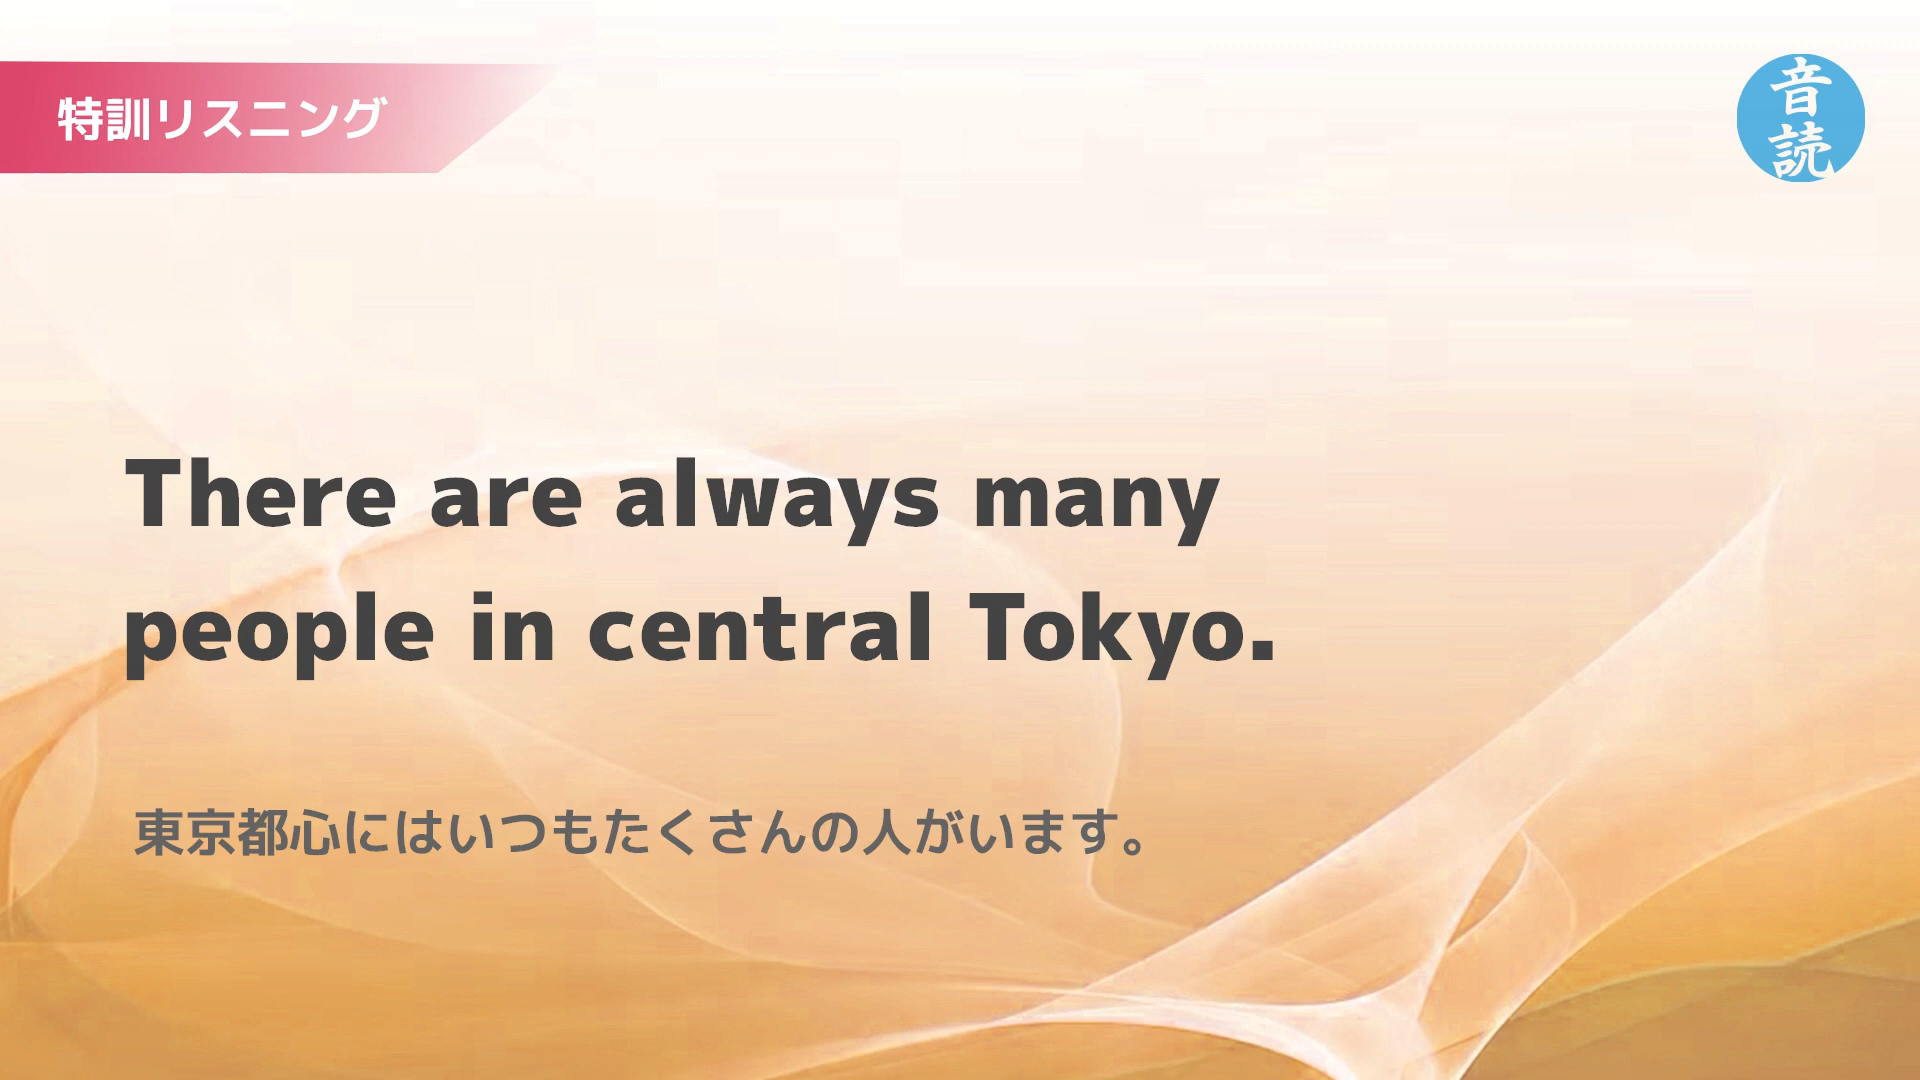 特訓リスニング
音読
There are always many
people in central Tokyo.
東京都心にはいつもたくさんの人がいます。